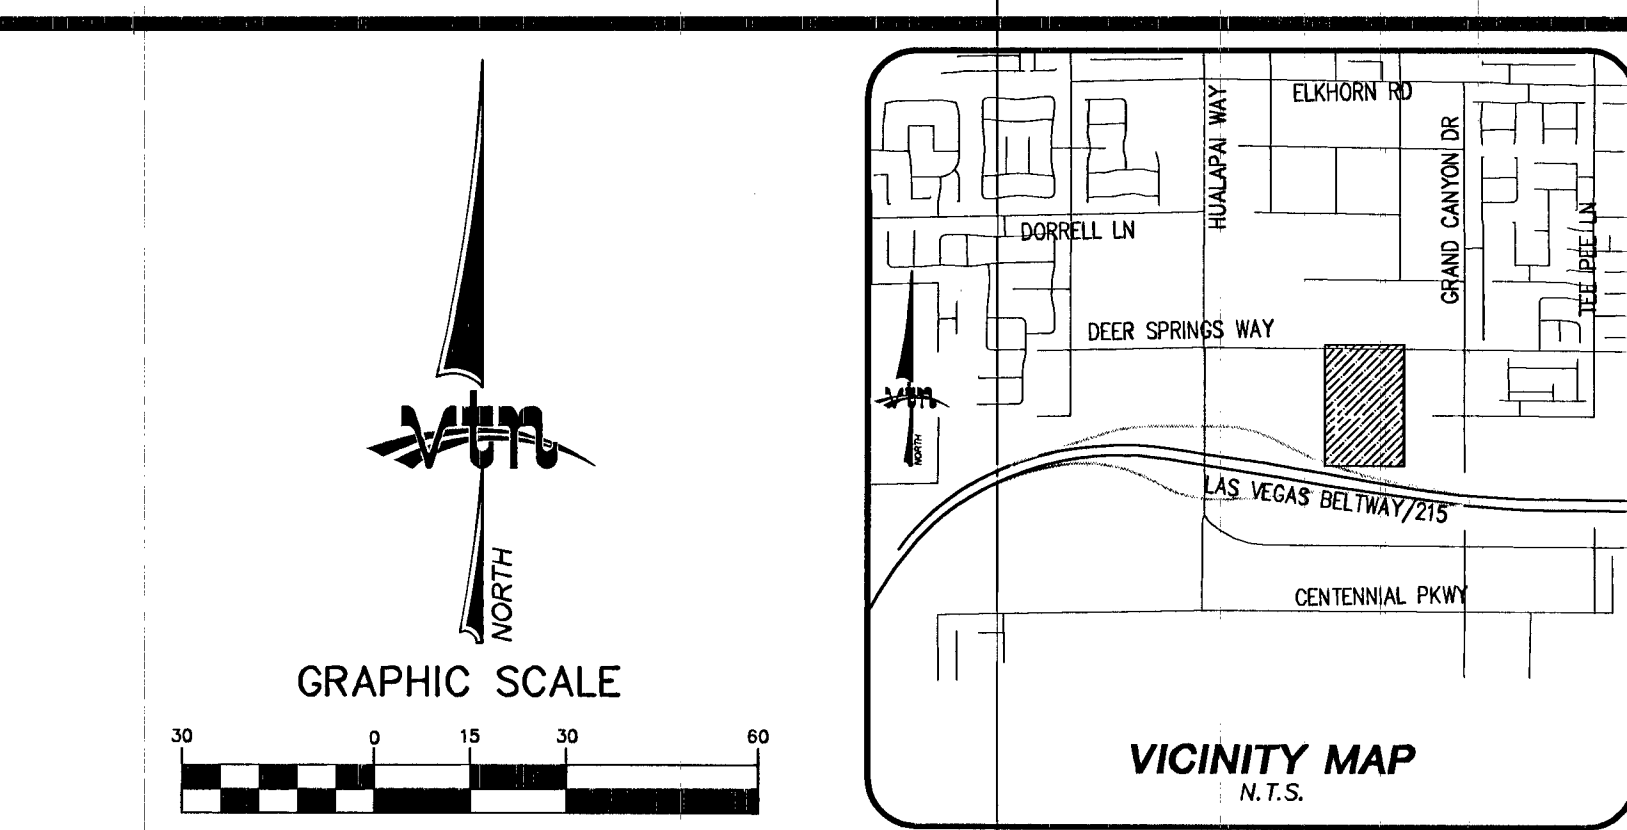 vtn
NORTH
GRAPHIC SCALE
30 0 15 30 60
ELKHORN RD
HUALAPAI WAY
GRAND CANYON DR
TEE PEE LN
DORRELL LN
DEER SPRINGS WAY
vtn
NORTH
LAS VEGAS BELTWAY/215
CENTENNIAL PKWY
VICINITY MAP
N.T.S.